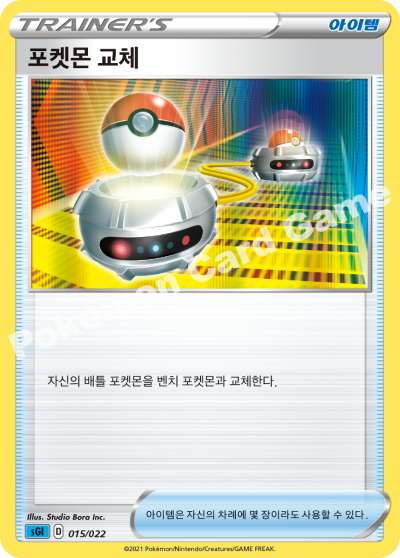 TRAINER'S
아이템
포켓몬 교체
Pokémon Card Game
자신의 배틀 포켓몬을 벤치 포켓몬과 교체한다.
Illus. Studio Bora Inc.
sGI D 015/022
아이템은 자신의 차례에 몇 장이라도 사용할 수 있다.
©2021 Pokémon/Nintendo/Creatures/GAME FREAK.